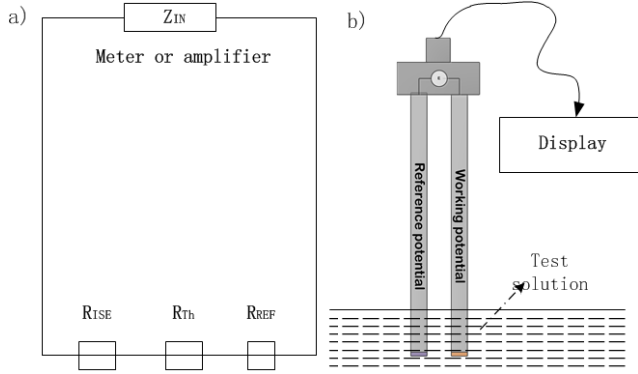 a)
ZIN
Meter or amplifier
RISE
RTh
RREF
b)
Reference potential
Working potential
Display
Test
solution